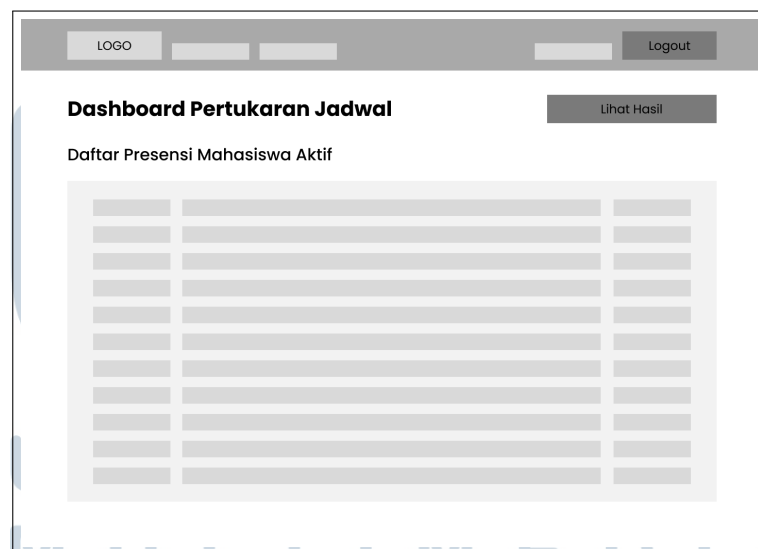 LOGO
Logout
Dashboard Pertukaran Jadwal
Lihat Hasil
Daftar Presensi Mahasiswa Aktif